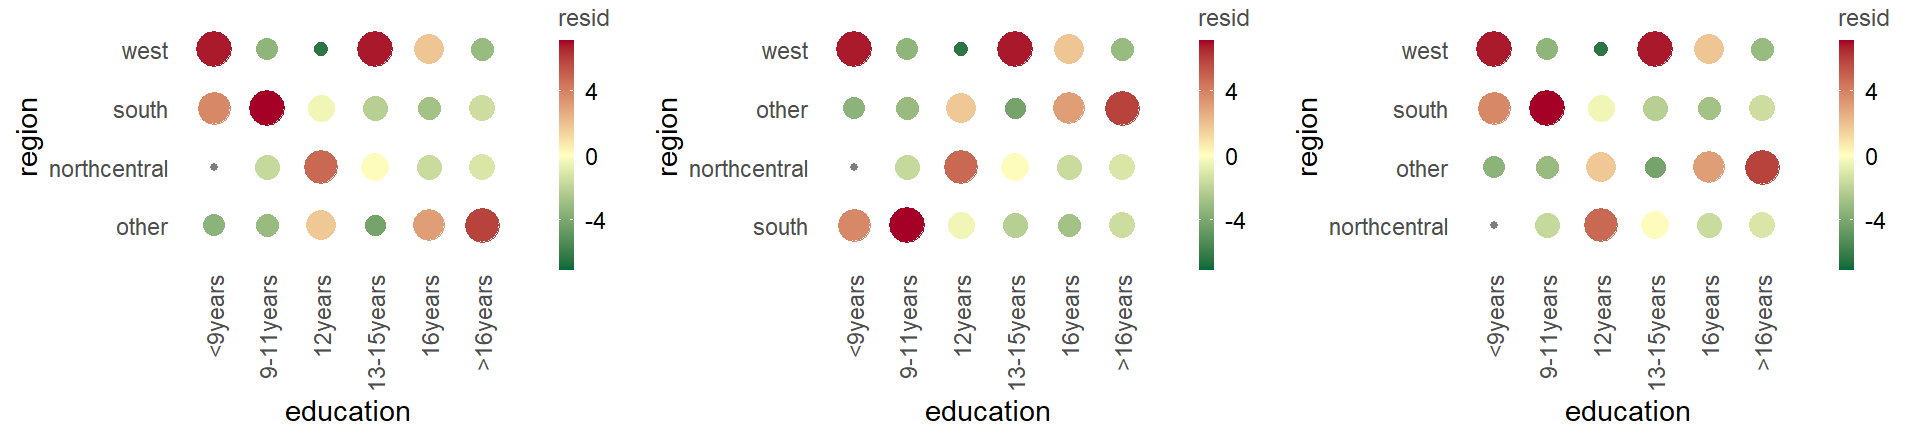 resid
west
south
region
northcentral
other
4
0
-4
<9years
9-11years
12years
13-15years
16years
>16years
education
resid
west
other
region
northcentral
south
4
0
-4
<9years
9-11years
12years
13-15years
16years
>16years
education
resid
west
south
region
other
northcentral
4
0
-4
<9years
9-11years
12years
13-15years
16years
>16years
education